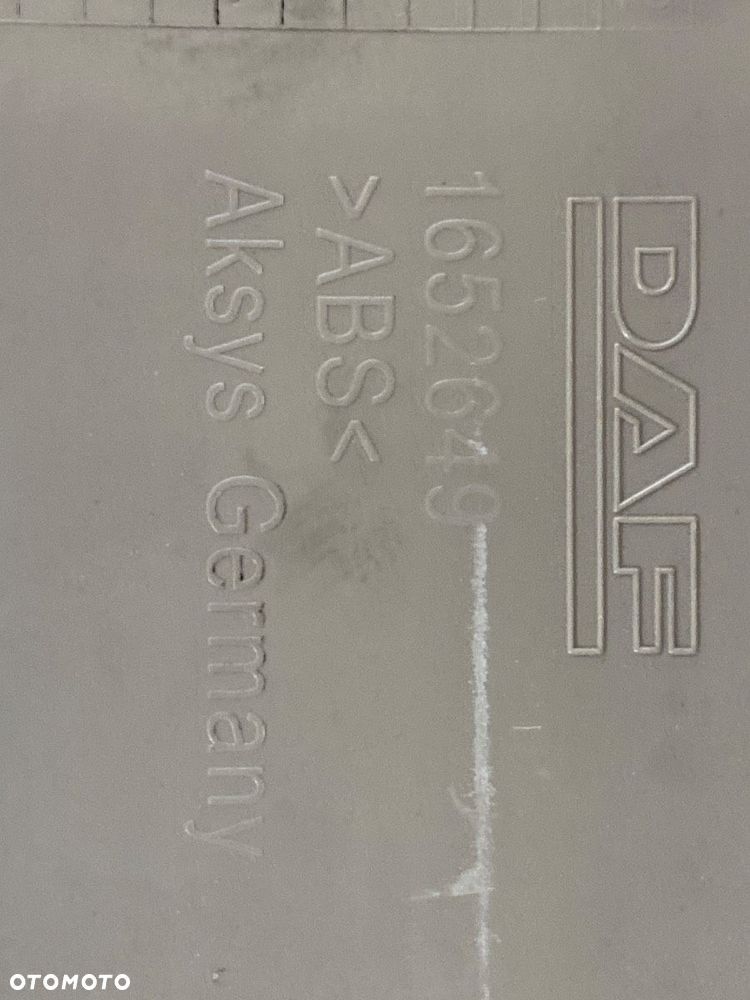 DAF
1652649
>ABS<
Aksys Germany
OTOMOTO